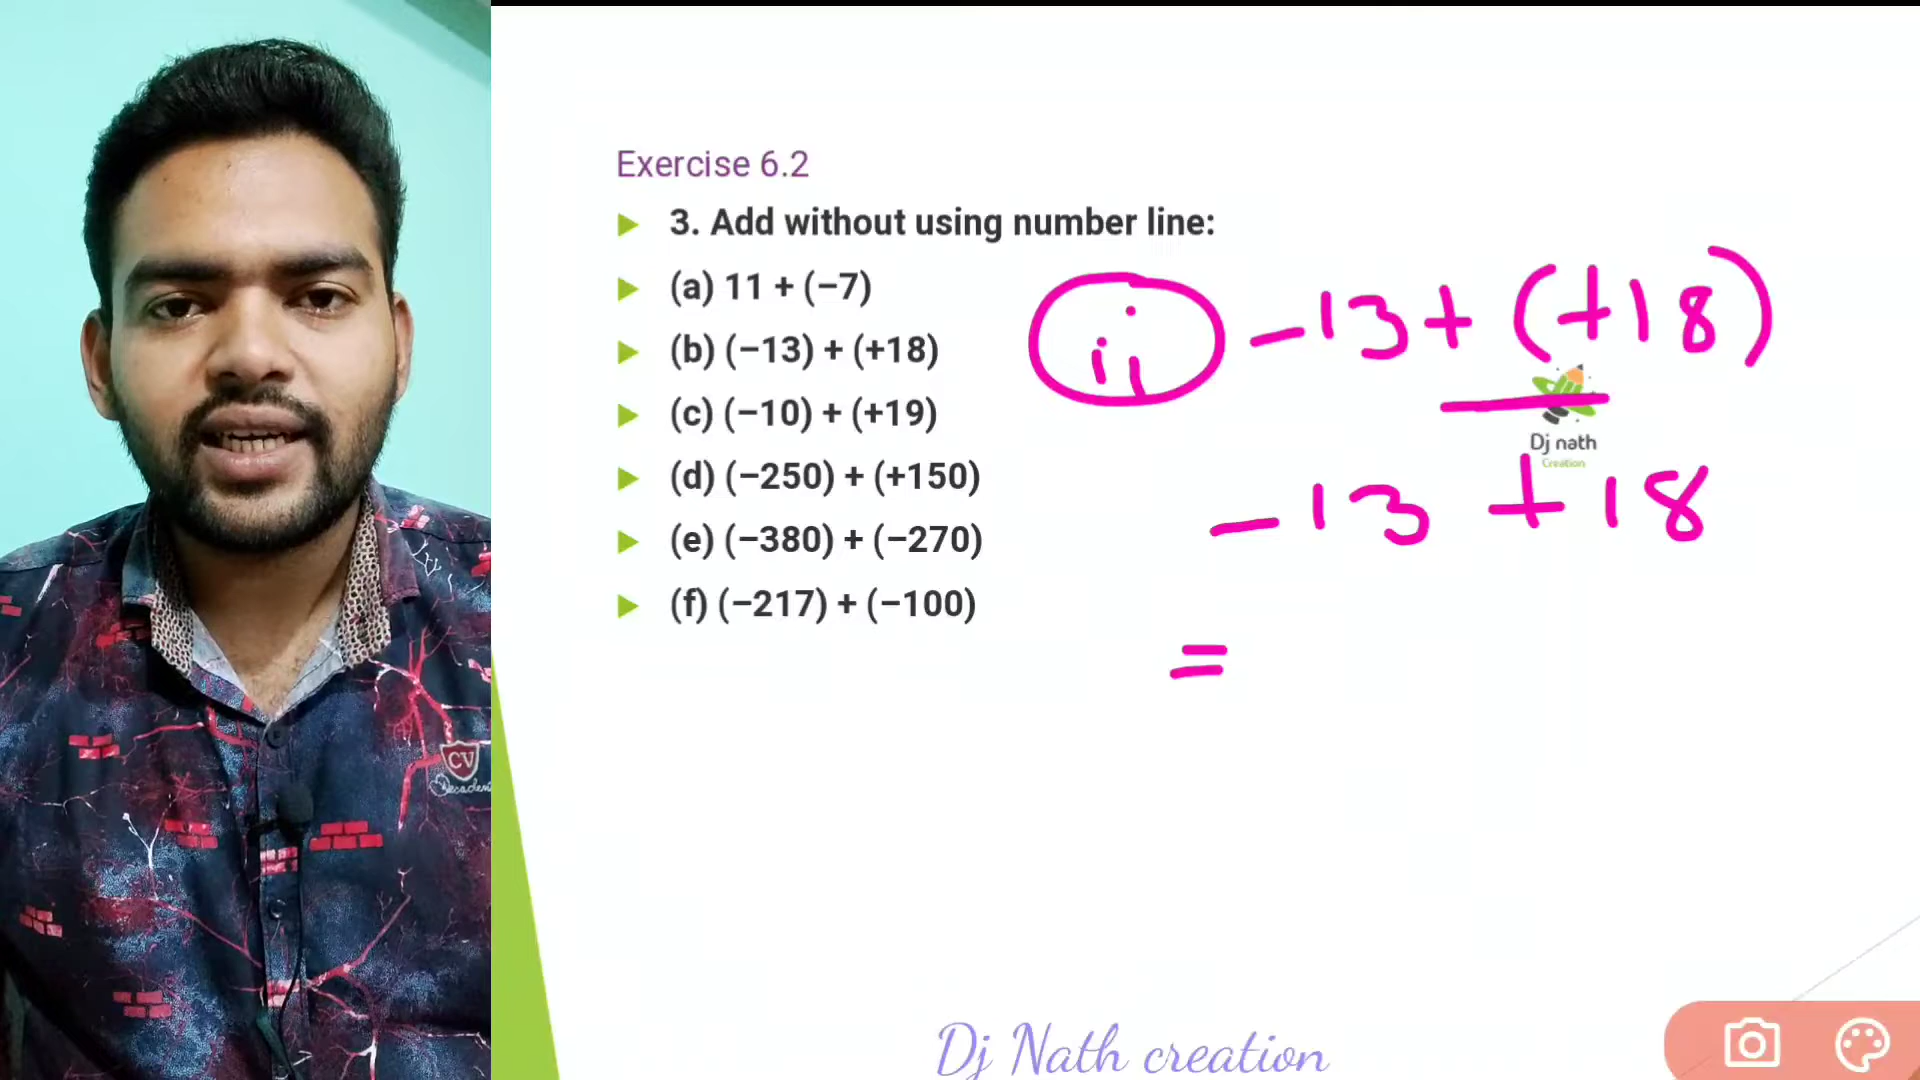 Exercise 6.2
3. Add without using number line:
(a) 11 + (−7)
(b) (−13) + (+18)
(c) (−10) + (+19)
(d) (−250) + (+150)
(e) (−380) + (−270)
(f) (−217) + (−100)
ii
−13 + (+18)
Dj nath
Creation
−13 + 18
=
CV
Dj Nath creation